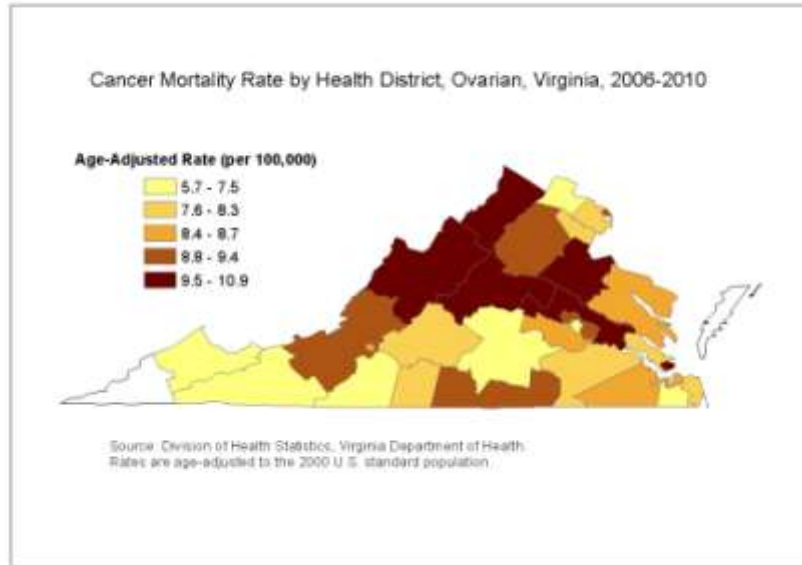 Cancer Mortality Rate by Health District, Ovarian, Virginia, 2006-2010
Age-Adjusted Rate (per 100,000)
5.7 - 7.5
7.6 - 8.3
8.4 - 8.7
8.8 - 9.4
9.5 - 10.9
Source: Division of Health Statistics, Virginia Department of Health.
Rates are age-adjusted to the 2000 U.S. standard population.